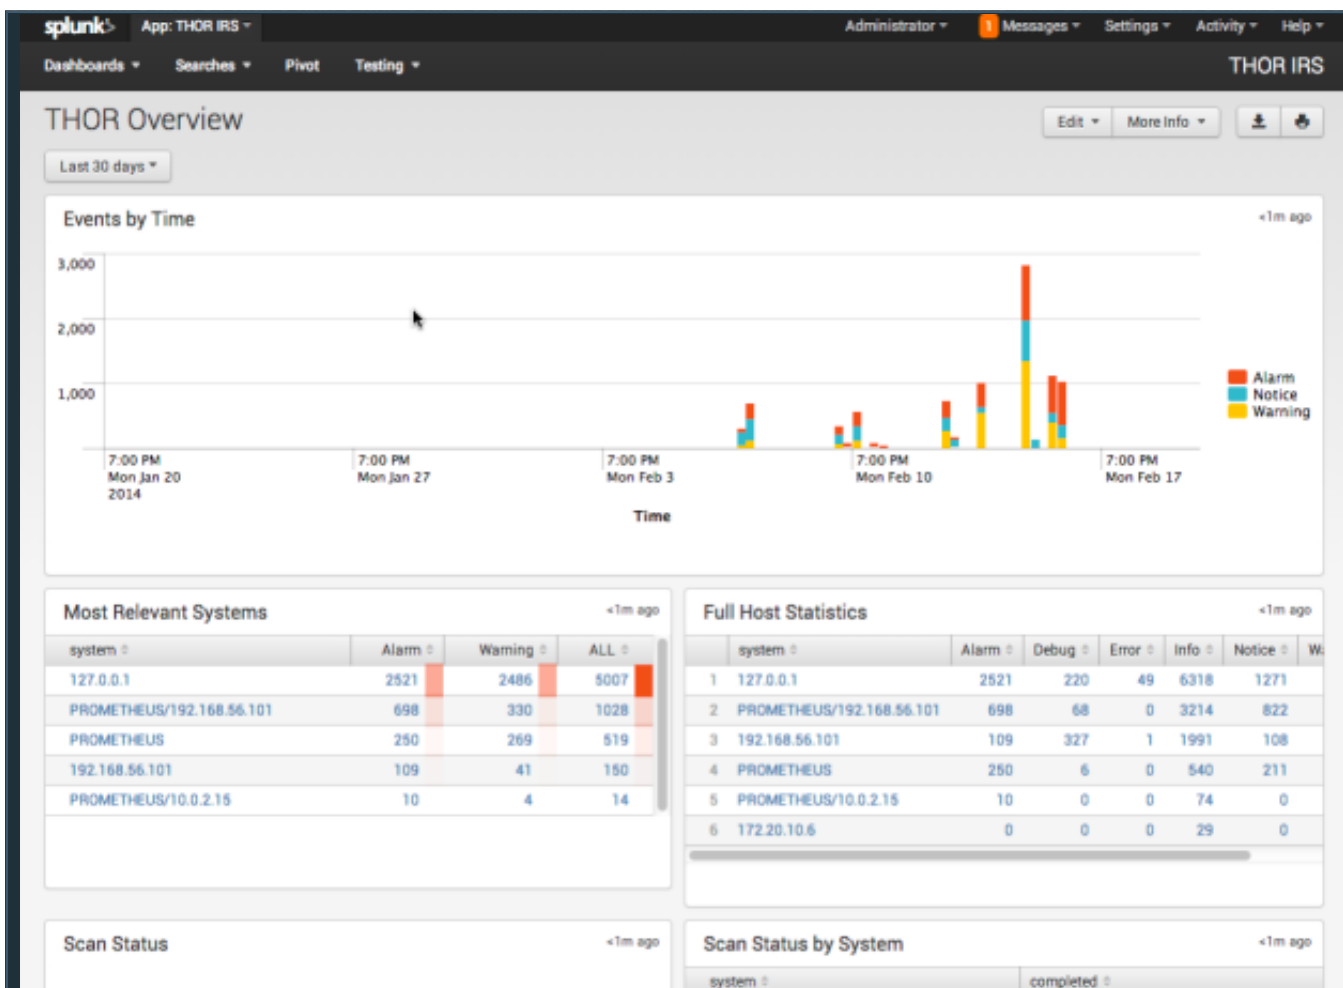 splunk> App: THOR IRS Administrator 1 Messages Settings Activity Help
Dashboards Searches Pivot Testing THOR IRS
THOR Overview Edit More Info
Last 30 days
Events by Time <1m ago
3,000
2,000
1,000
Alarm
Notice
Warning
7:00 PM 7:00 PM 7:00 PM 7:00 PM 7:00 PM
Mon Jan 20 Mon Jan 27 Mon Feb 3 Mon Feb 10 Mon Feb 17
2014
Time
Most Relevant Systems <1m ago
system Alarm Warning ALL
127.0.0.1 2521 2486 5007
PROMETHEUS/192.168.56.101 698 330 1028
PROMETHEUS 250 269 519
192.168.56.101 109 41 150
PROMETHEUS/10.0.2.15 10 4 14
Full Host Statistics <1m ago
system Alarm Debug Error Info Notice
1 127.0.0.1 2521 220 49 6318 1271
2 PROMETHEUS/192.168.56.101 698 68 0 3214 822
3 192.168.56.101 109 327 1 1991 108
4 PROMETHEUS 250 6 0 540 211
5 PROMETHEUS/10.0.2.15 10 0 0 74 0
6 172.20.10.6 0 0 0 29 0
Scan Status <1m ago
Scan Status by System <1m ago
system completed